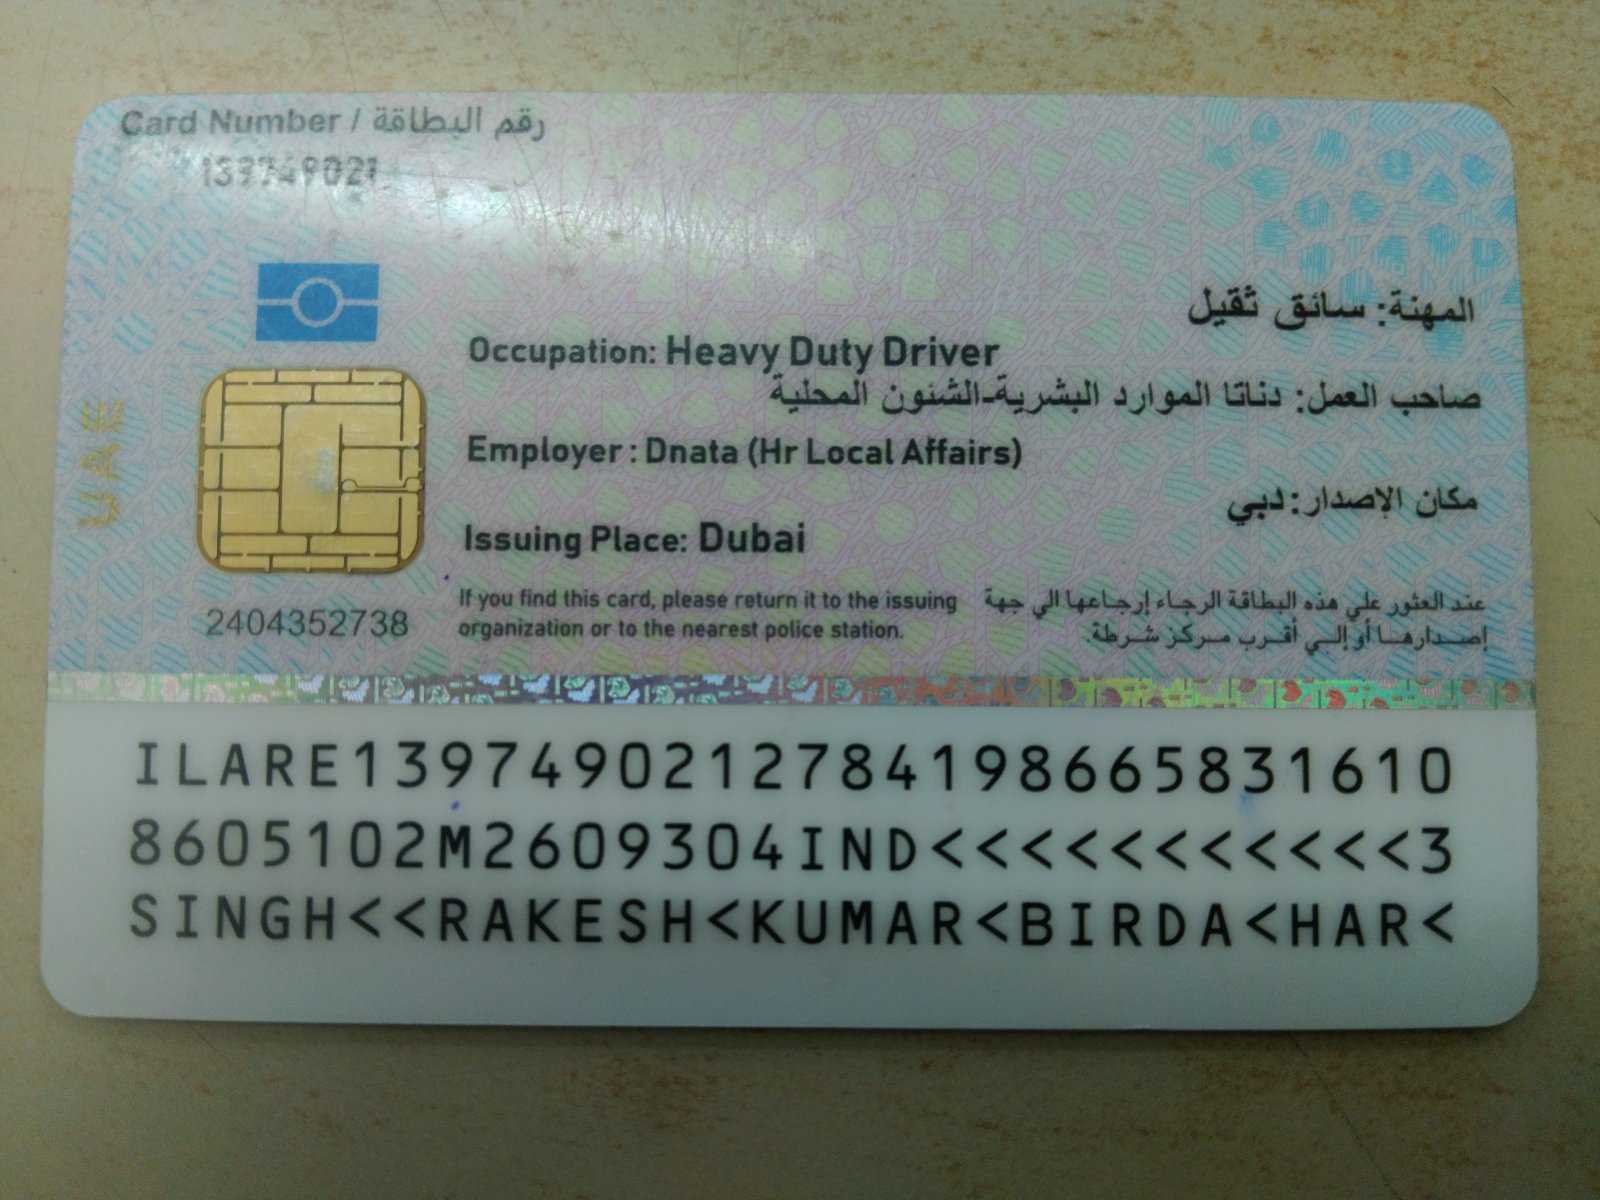 Card Number / رقم البطاقة
139749021
المهنة: سائق ثقيل
Occupation: Heavy Duty Driver
صاحب العمل: دناتا الموارد البشرية-الشئون المحلية
Employer : Dnata (Hr Local Affairs)
مكان الإصدار: دبي
Issuing Place: Dubai
UAE
2404352738
If you find this card, please return it to the issuing
organization or to the nearest police station.
عند العثور علي هذه البطاقة الرجاء إرجاعها الي جهة
إصدارها أو إلي أقرب مركز شرطة.
ILARE1397490212784198665831610
8605102M2609304IND<<<<<<<<<<<3
SINGH<<RAKESH<KUMAR<BIRDA<HAR<